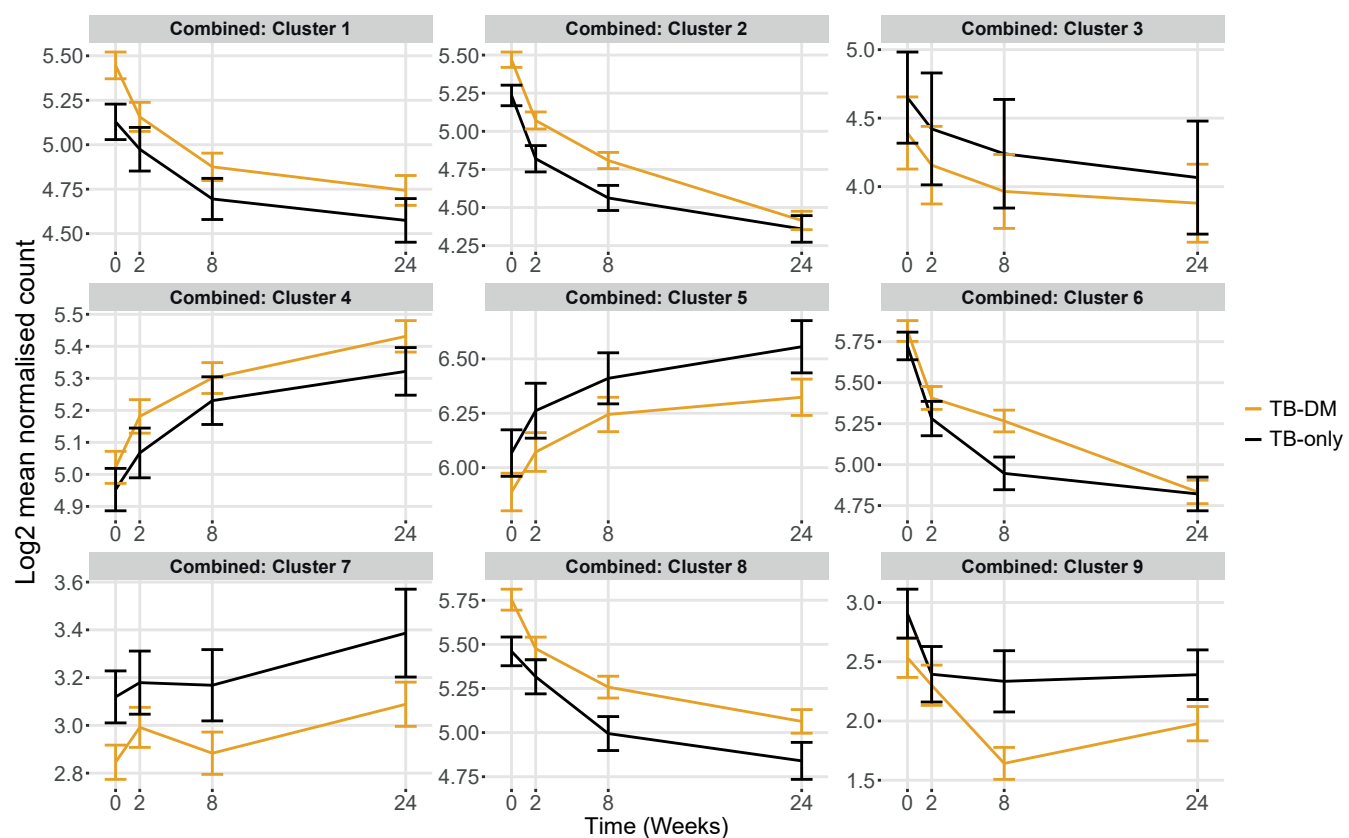 Combined: Cluster 1
Combined: Cluster 2
Combined: Cluster 3
5.50
5.25
5.00
4.75
4.50
0 2 8 24
5.50
5.25
5.00
4.75
4.50
4.25
0 2 8 24
5.0
4.5
4.0
0 2 8 24
Log2 mean normalised count
Combined: Cluster 4
Combined: Cluster 5
Combined: Cluster 6
5.5
5.4
5.3
5.2
5.1
5.0
4.9
0 2 8 24
6.50
6.25
6.00
0 2 8 24
5.75
5.50
5.25
5.00
4.75
0 2 8 24
TB-DM
TB-only
Combined: Cluster 7
Combined: Cluster 8
Combined: Cluster 9
3.6
3.4
3.2
3.0
2.8
0 2 8 24
5.75
5.50
5.25
5.00
4.75
0 2 8 24
3.0
2.5
2.0
1.5
0 2 8 24
Time (Weeks)